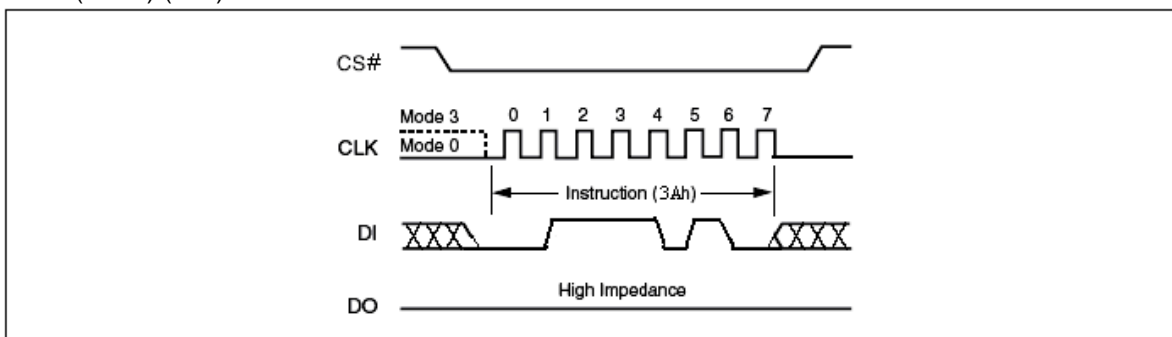 CS#
Mode 3 0 1 2 3 4 5 6 7
CLK Mode 0
Instruction (3Ah)
DI
High Impedance
DO